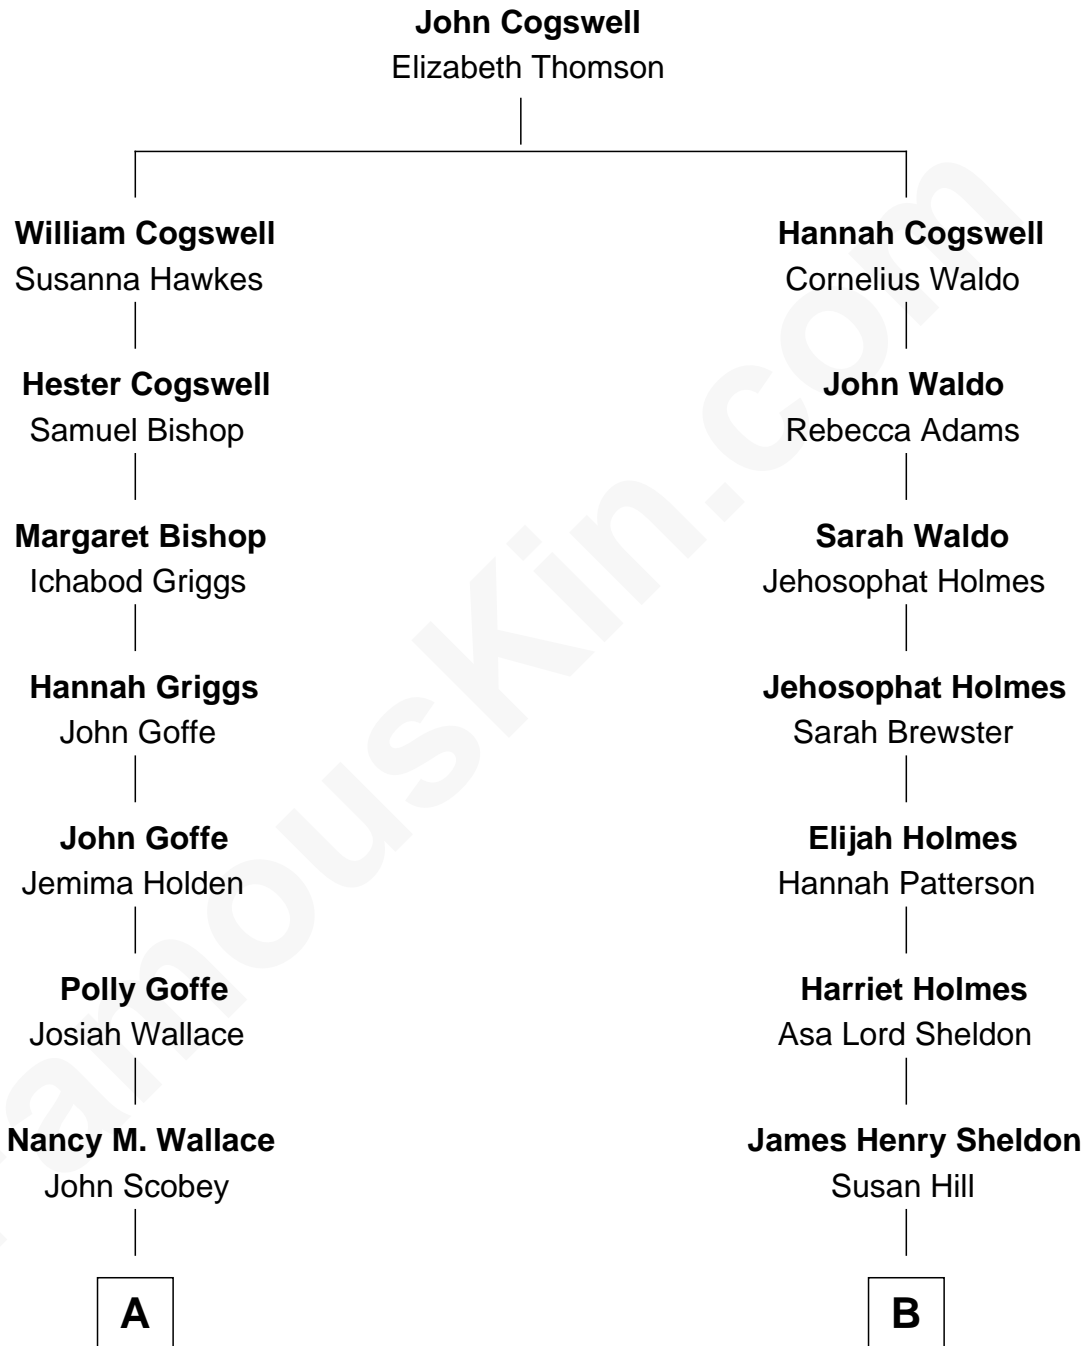 John Cogswell
Elizabeth Thomson
William Cogswell
Susanna Hawkes
Hannah Cogswell
Cornelius Waldo
Hester Cogswell
Samuel Bishop
John Waldo
Rebecca Adams
Margaret Bishop
Ichabod Griggs
Sarah Waldo
Jehosophat Holmes
Hannah Griggs
John Goffe
Jehosophat Holmes
Sarah Brewster
John Goffe
Jemima Holden
Elijah Holmes
Hannah Patterson
Polly Goffe
Josiah Wallace
Harriet Holmes
Asa Lord Sheldon
Nancy M. Wallace
John Scobey
James Henry Sheldon
Susan Hill
A
B
FamousKin.com